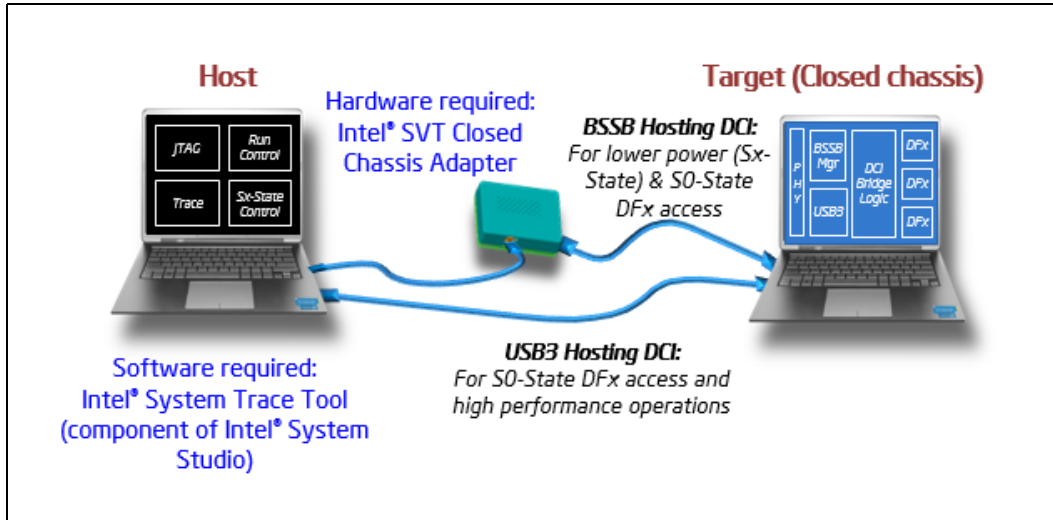 Host
Target (Closed chassis)
Hardware required:
Intel® SVT Closed
Chassis Adapter
BSSB Hosting DCI:
For lower power (Sx-
State) & S0-State
DFx access
JTAG
Run
Control
Trace
Sx-State
Control
P
H
Y
BSSB
Mgr
USB3
DCI
Bridge
Logic
DFx
DFx
DFx
USB3 Hosting DCI:
For S0-State DFx access and
high performance operations
Software required:
Intel® System Trace Tool
(component of Intel® System
Studio)